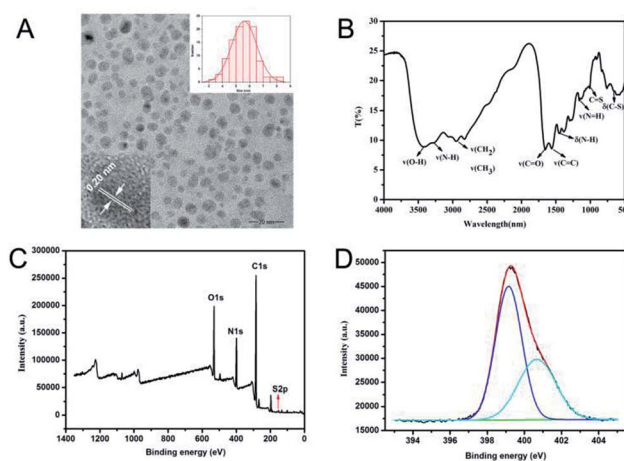 A
0.20 nm
20 nm
B
T(%)
30
25
20
15
10
5
0
ν(O-H)
ν(N-H)
ν(CH₂)
ν(CH₃)
ν(C=O)
ν(C=C)
δ(N-H)
ν(N=H)
C=S
δ(C-S)
4000 3500 3000 2500 2000 1500 1000 500
Wavelength(nm)
C
Intensity (a.u.)
300000
250000
200000
150000
100000
50000
0
O1s
N1s
C1s
S2p
1400 1200 1000 800 600 400 200 0
Binding energy (eV)
D
Intensity (a.u.)
50000
45000
40000
35000
30000
25000
20000
15000
394 396 398 400 402 404
Binding energy (eV)